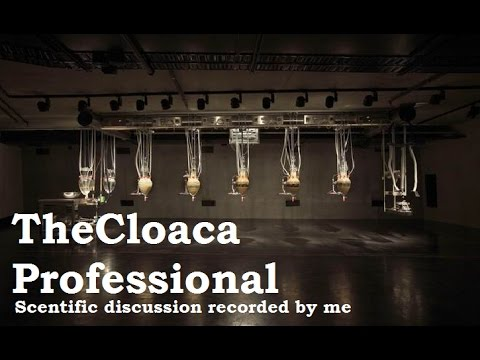 TheCloaca
Professional
Scentific discussion recorded by me